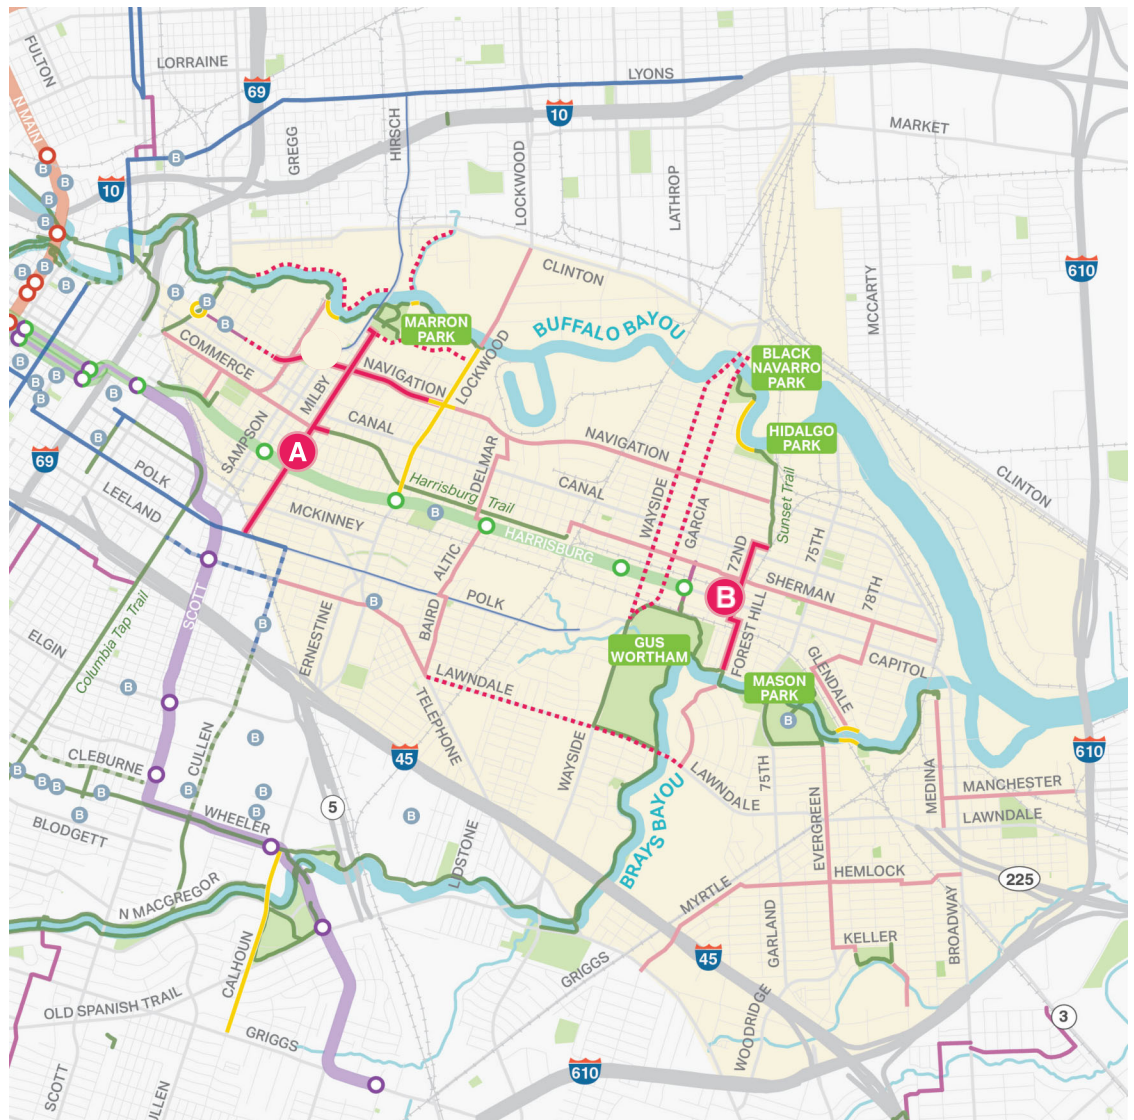 FULTON
LORRAINE
N MAIN
69
LYONS
10
GREGG
HIRSCH
LOCKWOOD
LATHROP
MARKET
B
10
B
B
B
B
B
B
B
CLINTON
610
MCCARTY
B
B
B
BUFFALO BAYOU
MARRON
PARK
COMMERCE
LOCKWOOD
BLACK
NAVARRO
PARK
NAVIGATION
MILBY
B
B
B
B
CANAL
SAMPSON
NAVIGATION
HIDALGO
PARK
B
69
POLK
A
DELMAR
CANAL
WAYSIDE
CLINTON
LEELAND
Harrisburg Trail
B
MCKINNEY
HARRISBURG
GARCIA
Sunset Trail
75TH
72ND
ALTIC
SHERMAN
78TH
SCOTT
B
POLK
B
BAIRD
Columbia Tap Trail
ELGIN
ERNESTINE
GUS
WORTHAM
FOREST HILL
GLENDALE
CAPITOL
LAWNDALE
MASON
PARK
B
B
TELEPHONE
CULLEN
B
CLEBURNE
45
WAYSIDE
610
B
B
B
B
B
B
B
B
B
LAWNDALE
75TH
MEDINA
MANCHESTER
LAWNDALE
BLODGETT
WHEELER
5
B
LIDSTONE
BRAYS BAYOU
EVERGREEN
HEMLOCK
225
MYRTLE
N MACGREGOR
CALHOUN
GRIGGS
45
GARLAND
KELLER
BROADWAY
OLD SPANISH TRAIL
GRIGGS
WOODRIDGE
3
610
SCOTT
ULLEN